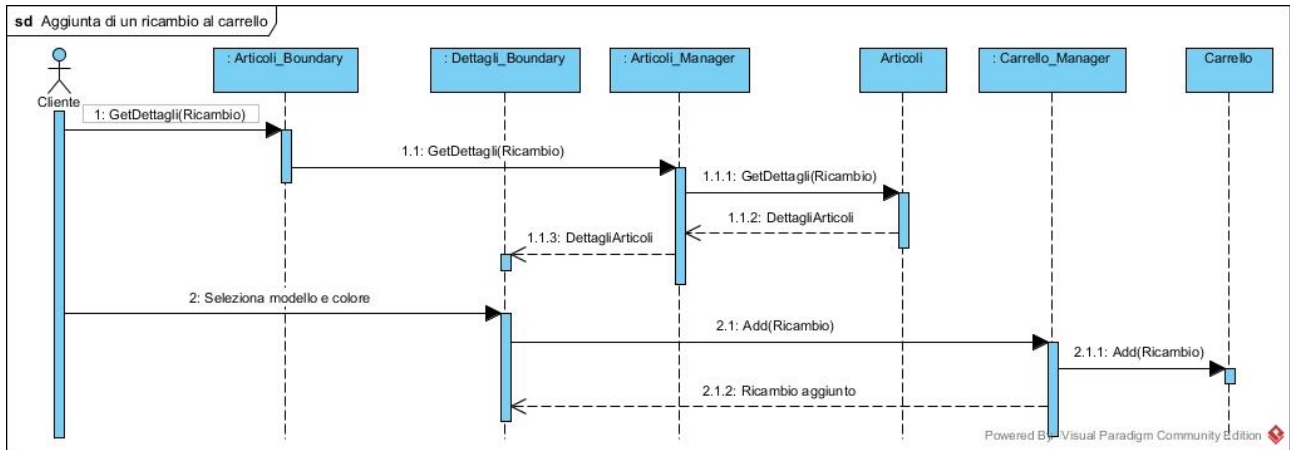 sd Aggiunta di un ricambio al carrello
: Articoli_Boundary
: Dettagli_Boundary
: Articoli_Manager
Articoli
: Carrello_Manager
Carrello
Cliente
1: GetDettagli(Ricambio)
1.1: GetDettagli(Ricambio)
1.1.1: GetDettagli(Ricambio)
1.1.2: DettagliArticoli
1.1.3: DettagliArticoli
2: Seleziona modello e colore
2.1: Add(Ricambio)
2.1.1: Add(Ricambio)
2.1.2: Ricambio aggiunto
Powered By Visual Paradigm Community Edition